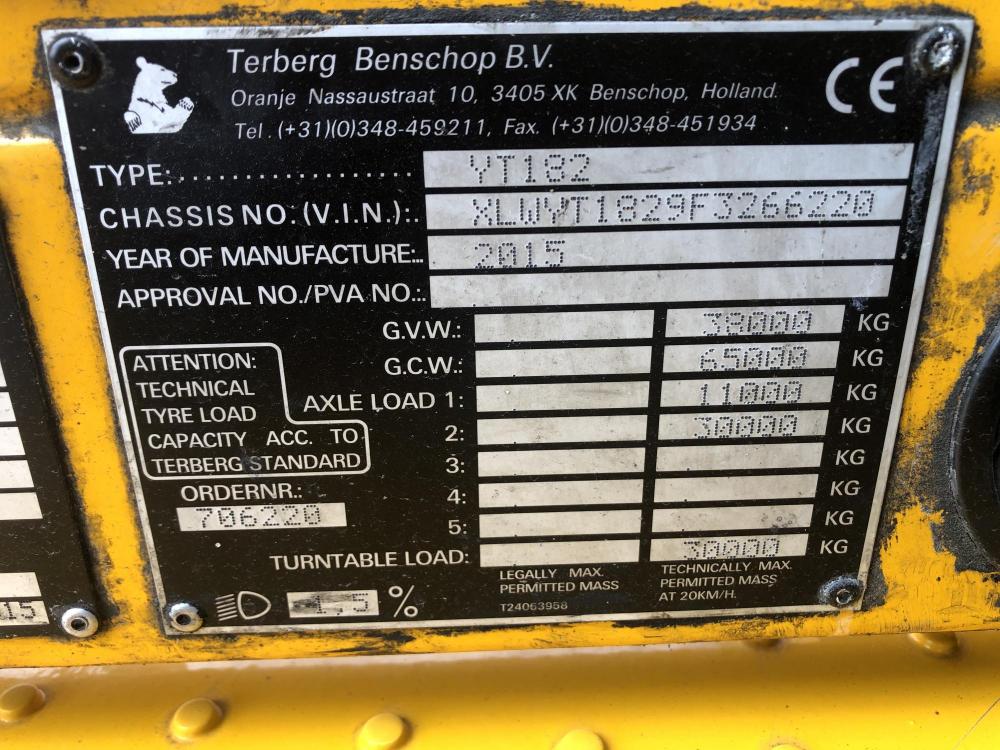 Terberg Benschop B.V.
Oranje Nassaustraat 10, 3405 XK Benschop, Holland.
Tel. (+31)(0)348-459211, Fax. (+31)(0)348-451934
CE
TYPE:.................. YT182
CHASSIS NO. (V.I.N.):. XLWYT1829F3266220
YEAR OF MANUFACTURE:.. 2015
APPROVAL NO./PVA NO.:.
G.V.W.: 38000 KG
G.C.W.: 65000 KG
AXLE LOAD 1: 11000 KG
2: 30000 KG
3: KG
4: KG
5: KG
TURNTABLE LOAD: 30000 KG
ATTENTION:
TECHNICAL
TYRE LOAD
CAPACITY ACC. TO
TERBERG STANDARD
ORDERNR.:
706220
1,5 %
LEGALLY MAX.
PERMITTED MASS
T24063958
TECHNICALLY MAX.
PERMITTED MASS
AT 20KM/H.
15